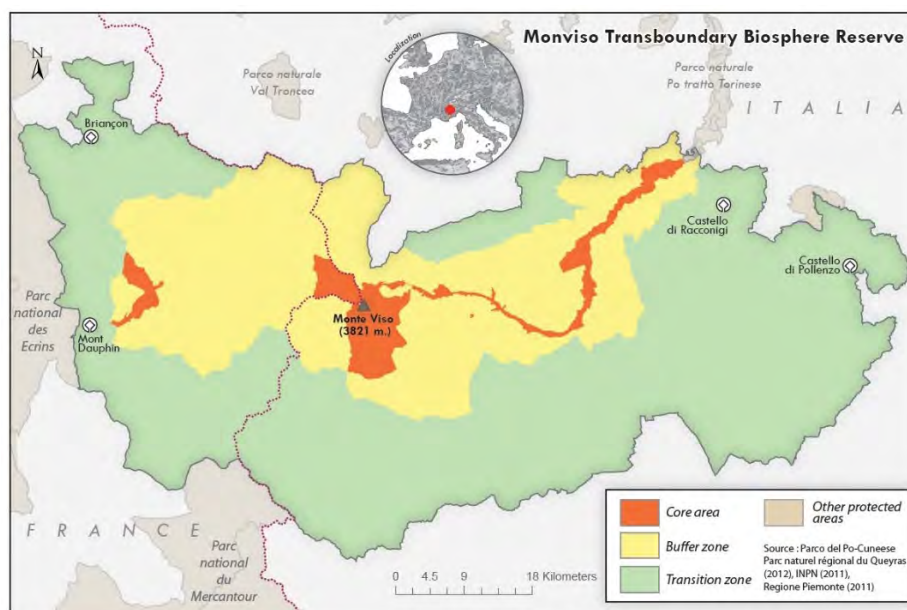 Monviso Transboundary Biosphere Reserve
Localization
N
Parco naturale
Val Troncea
Parco naturale
Po tratto Torinese
ITALIA
Briançon
Castello
di Racconigi
Castello
di Pollenzo
Parc
national
des
Ecrins
Mont
Dauphin
Monte Viso
(3821 m.)
FRANCE
Parc
national
du
Mercantour
0 4.5 9 18 Kilometers
Core area
Buffer zone
Transition zone
Other protected
areas
Source : Parco del Po-Cuneese
Parc naturel régional du Queyras
(2012), INPN (2011),
Regione Piemonte (2011)